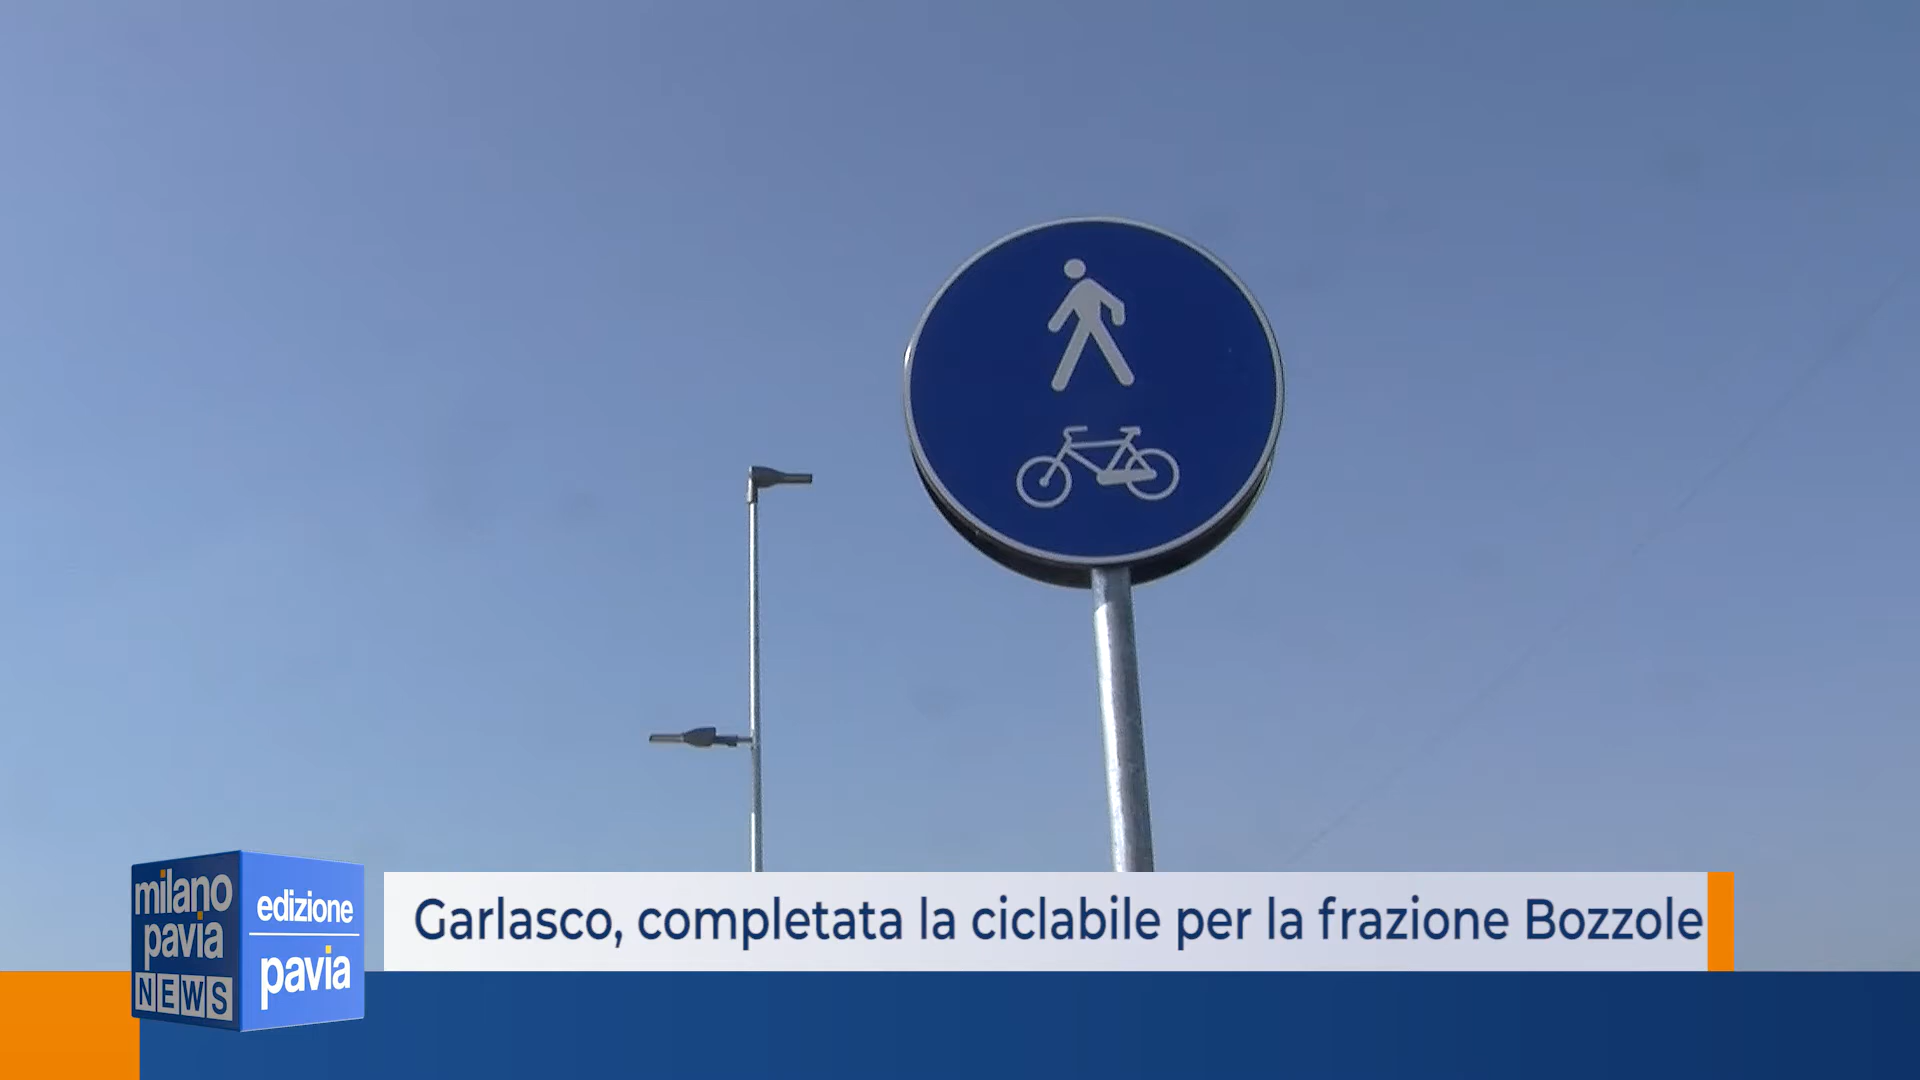 milano
pavia
NEWS
edizione
pavia
Garlasco, completata la ciclabile per la frazione Bozzole